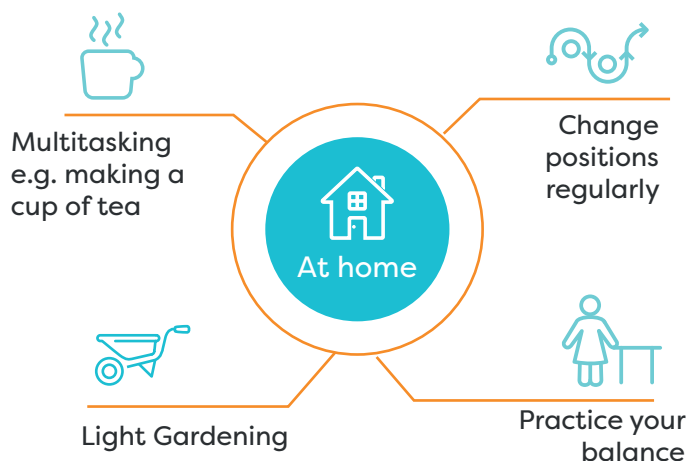 Multitasking
e.g. making a
cup of tea
Change
positions
regularly
At home
Light Gardening
Practice your
balance